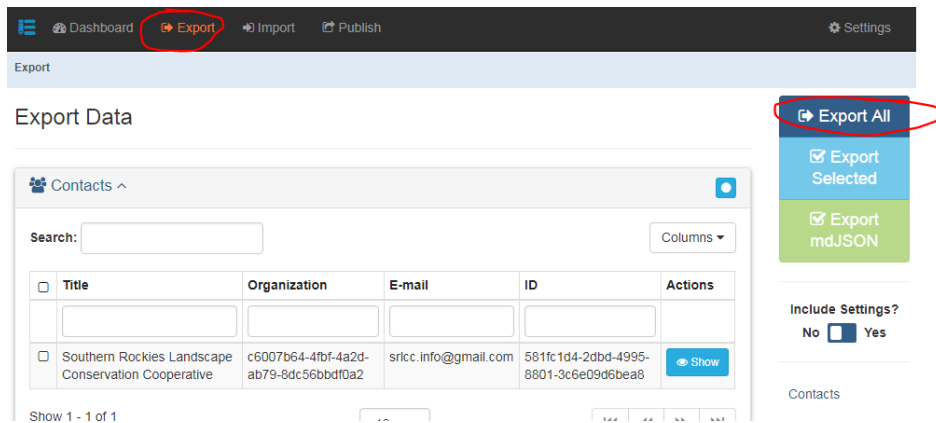 Dashboard Export Import Publish Settings
Export
Export Data
Export All
Export
Selected
Export
mdJSON
Contacts
Search:
Columns
Title Organization E-mail ID Actions
Southern Rockies Landscape c6007b64-4fbf-4a2d- srlcc.info@gmail.com 581fc1d4-2dbd-4995- Show
Conservation Cooperative ab79-8dc56bbdf0a2 8801-3c6e09d6bea8
Show 1 - 1 of 1
Include Settings?
No Yes
Contacts